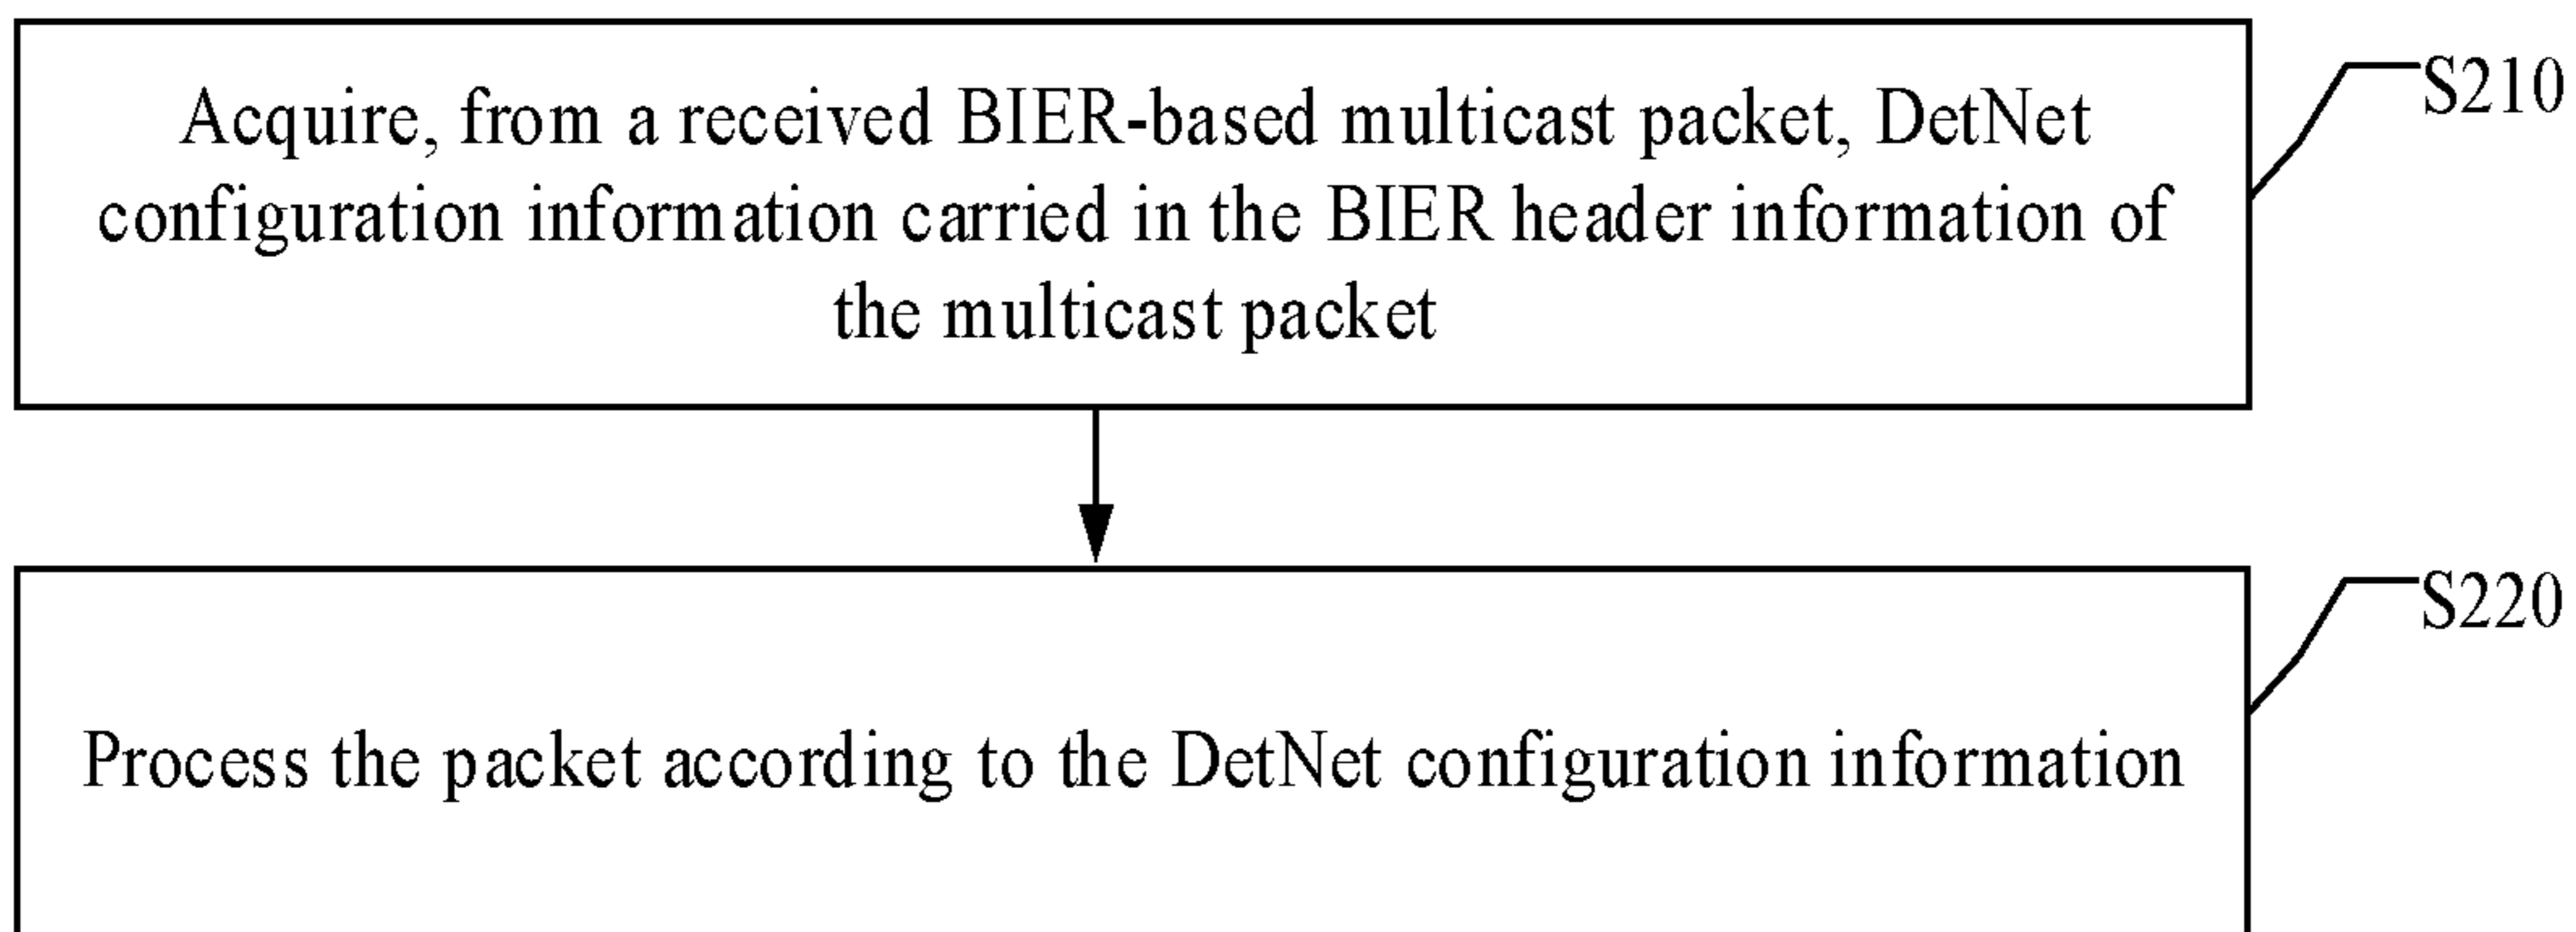 Acquire, from a received BIER-based multicast packet, DetNet
configuration information carried in the BIER header information of
the multicast packet
S210
Process the packet according to the DetNet configuration information
S220